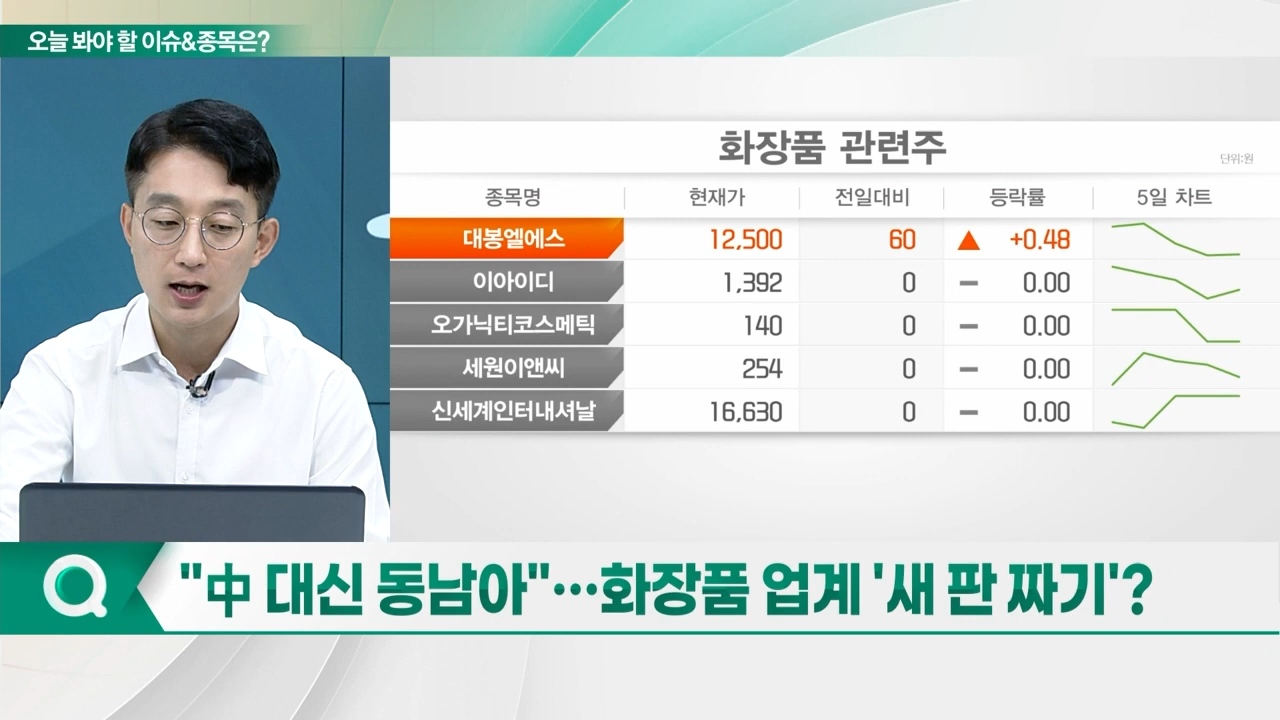 오늘 봐야 할 이슈&종목은?
화장품 관련주
단위:원
종목명 현재가 전일대비 등락률 5일 차트
대봉엘에스 12,500 60 ▲ +0.48
이아이디 1,392 0 － 0.00
오가닉티코스메틱 140 0 － 0.00
세원이앤씨 254 0 － 0.00
신세계인터내셔날 16,630 0 － 0.00
"中 대신 동남아"…화장품 업계 '새 판 짜기'?